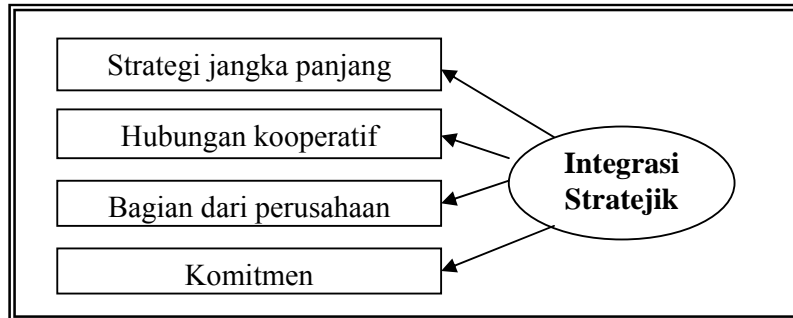 Strategi jangka panjang
Hubungan kooperatif
Bagian dari perusahaan
Komitmen
Integrasi
Stratejik